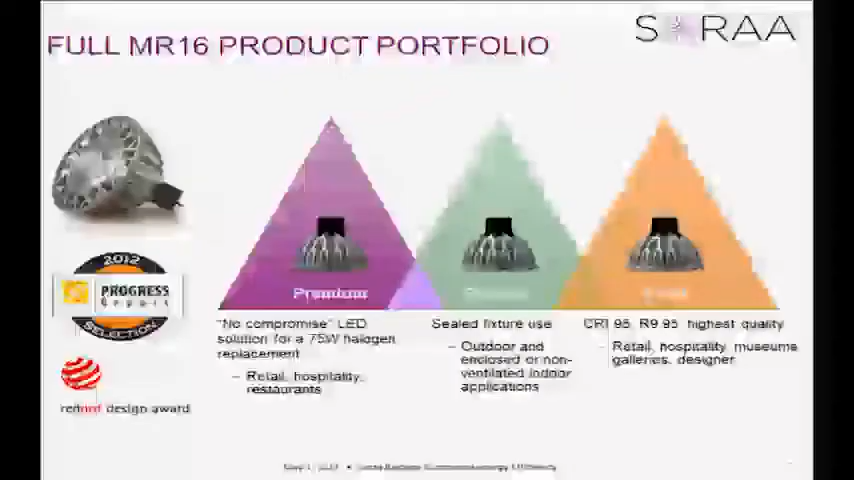 FULL MR16 PRODUCT PORTFOLIO
SORAA
2012
PROGRESS
Report
SELECTION
reddot design award
Premium
"No compromise" LED
solution for a 75W halogen
replacement
– Retail, hospitality,
restaurants
Sealed fixture use
– Outdoor and
enclosed or non-
ventilated indoor
applications
CRI 95, R9 95, highest quality
– Retail, hospitality, museums
galleries, designer